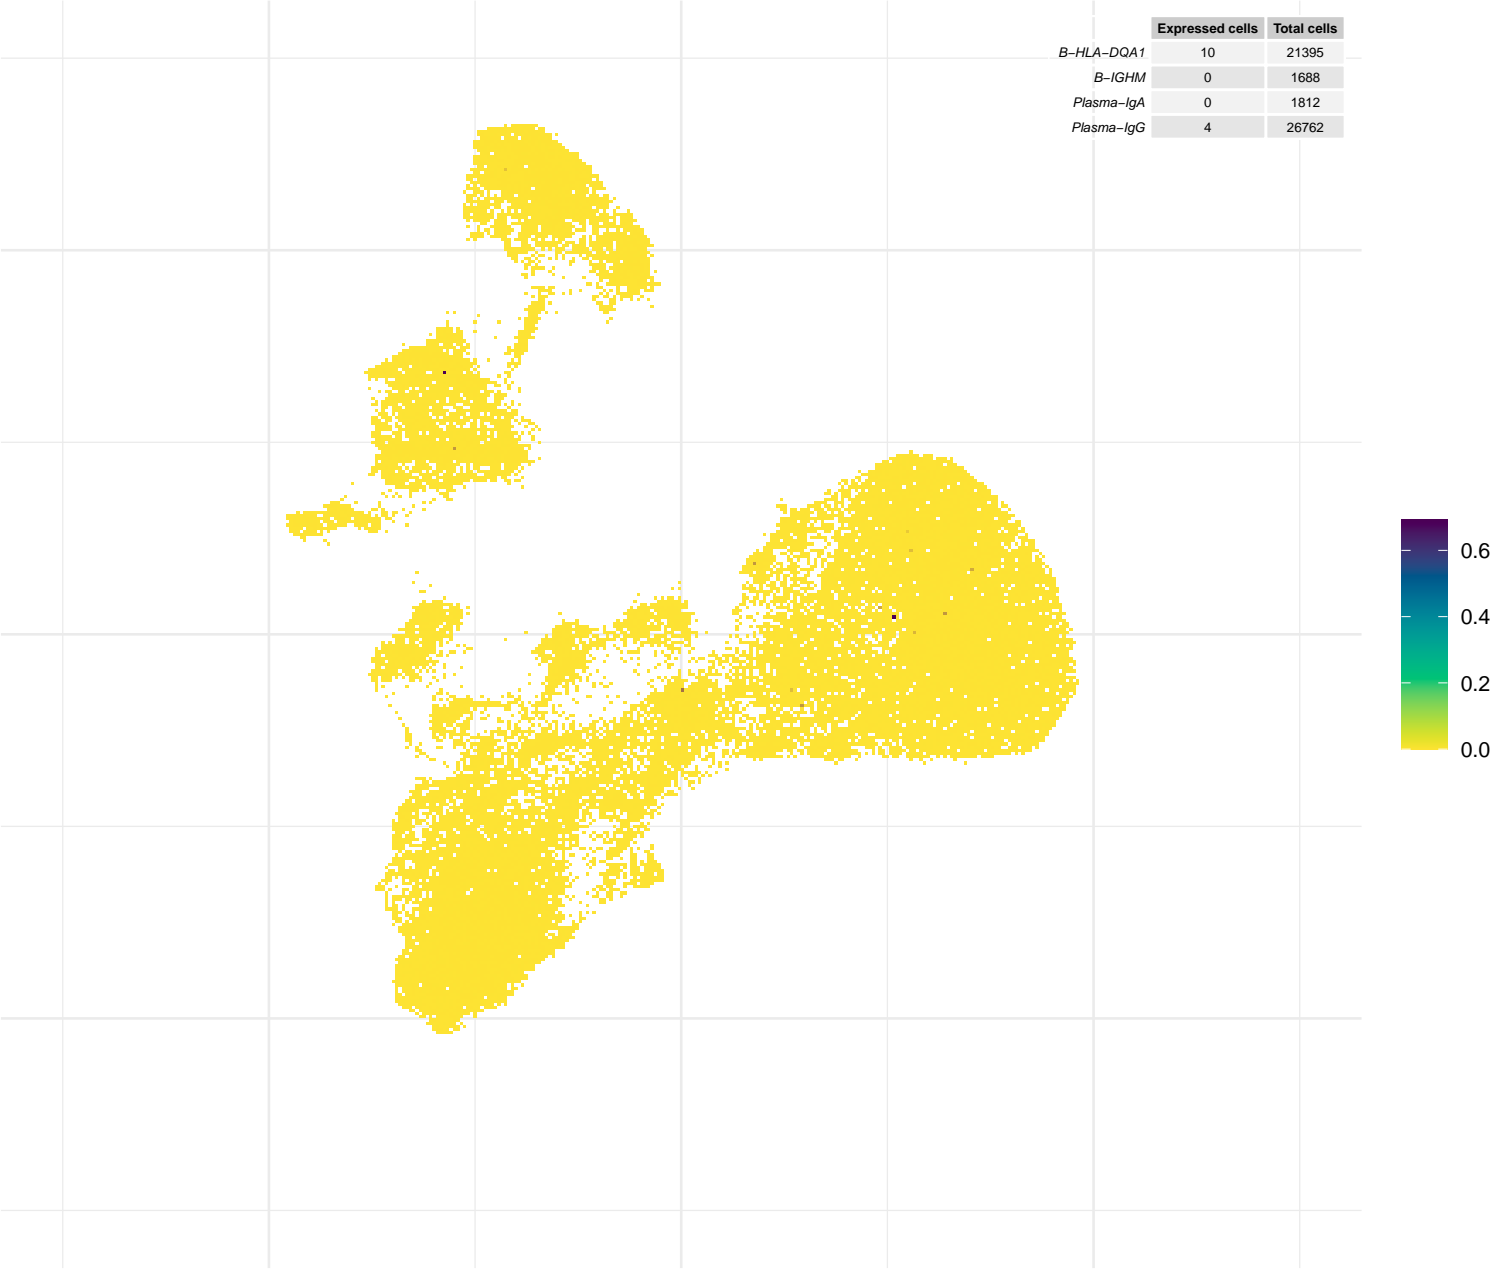 Expressed cells Total cells
B−HLA−DQA1 10 21395
B−IGHM 0 1688
Plasma−IgA 0 1812
Plasma−IgG 4 26762
0.6
0.4
0.2
0.0